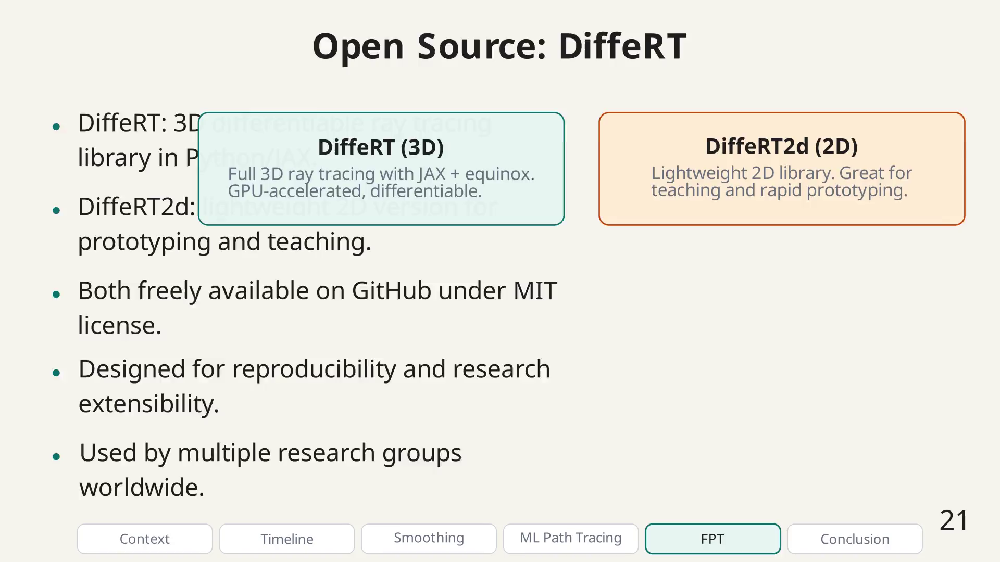 Open Source: DiffeRT
DiffeRT: 3D differentiable ray tracing
library in Python/JAX.
DiffeRT2d: lightweight 2D version for
prototyping and teaching.
Both freely available on GitHub under MIT
license.
Designed for reproducibility and research
extensibility.
Used by multiple research groups
worldwide.
DiffeRT (3D)
Full 3D ray tracing with JAX + equinox.
GPU-accelerated, differentiable.
DiffeRT2d (2D)
Lightweight 2D library. Great for
teaching and rapid prototyping.
Context
Timeline
Smoothing
ML Path Tracing
FPT
Conclusion
21